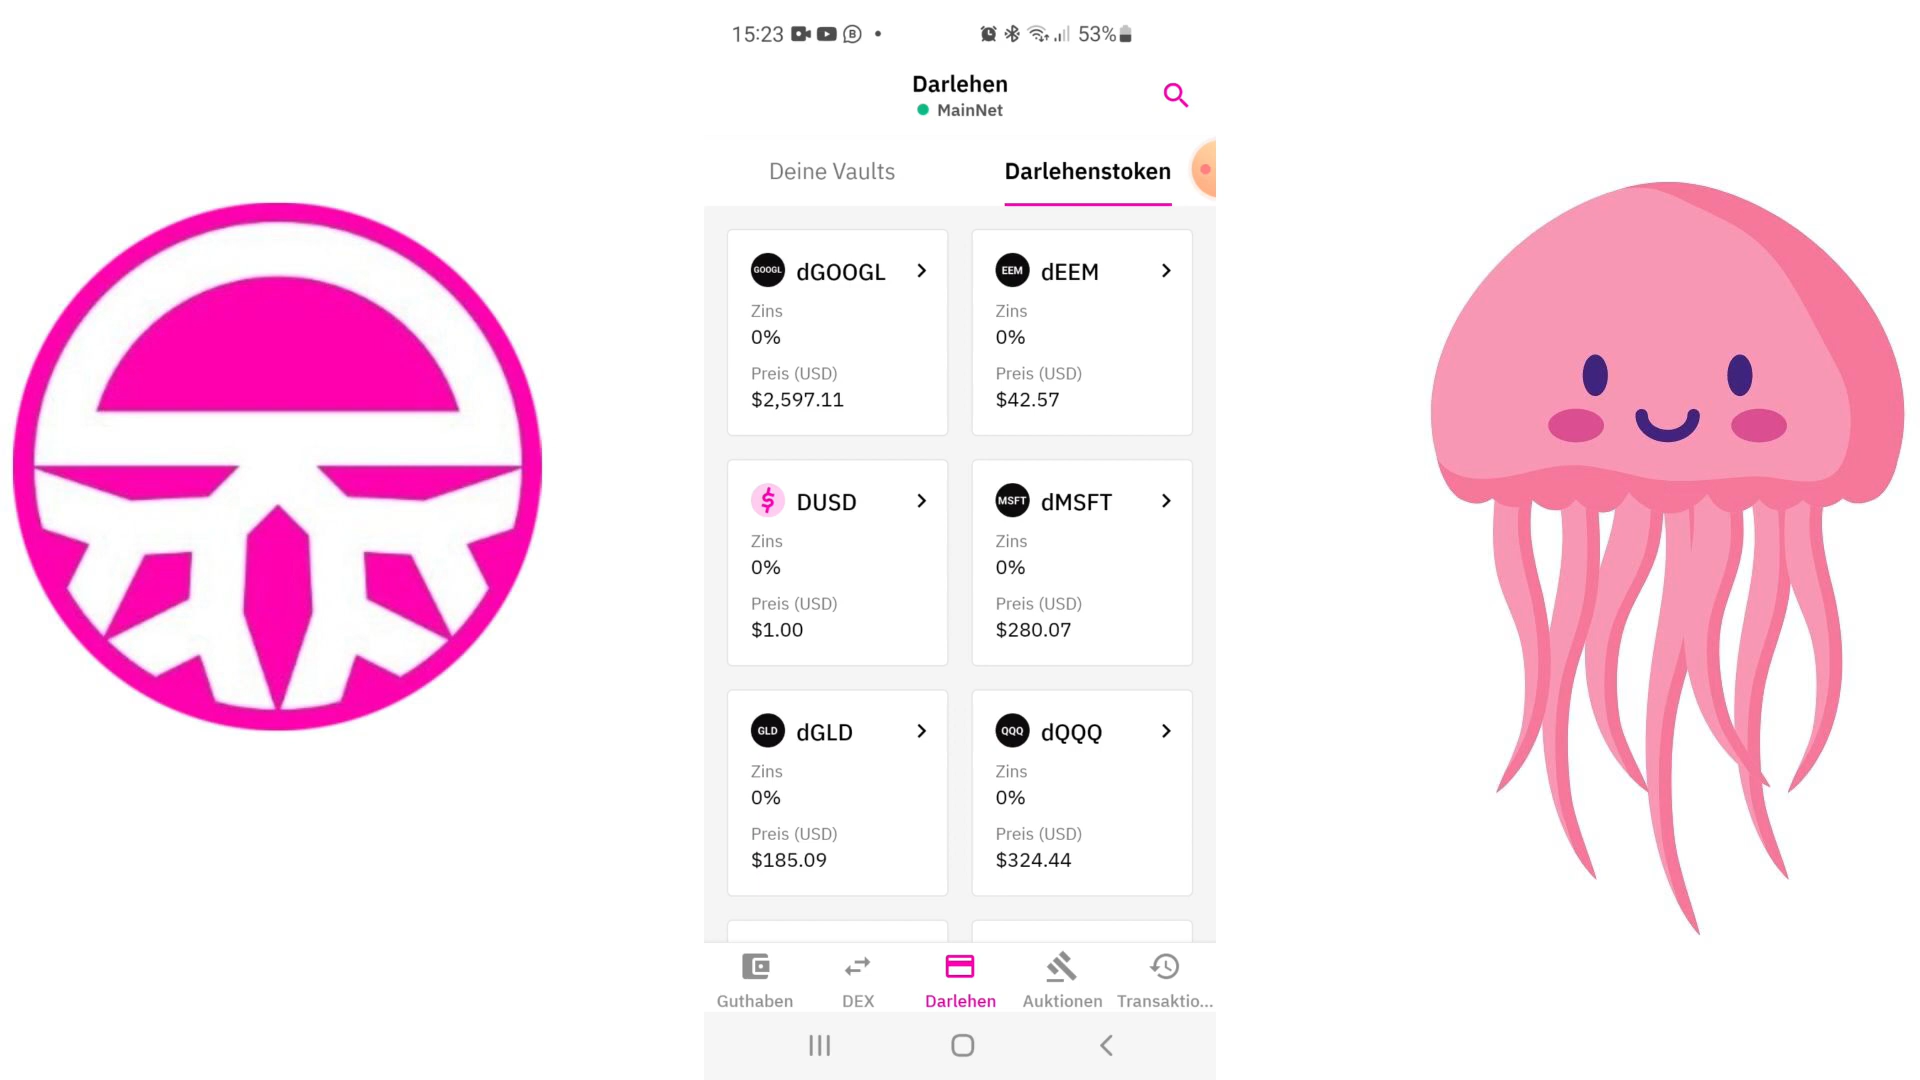 15:23
53%
Darlehen
MainNet
Deine Vaults
Darlehenstoken
GOOGL dGOOGL
Zins
0%
Preis (USD)
$2,597.11
EEM dEEM
Zins
0%
Preis (USD)
$42.57
$ DUSD
Zins
0%
Preis (USD)
$1.00
MSFT dMSFT
Zins
0%
Preis (USD)
$280.07
GLD dGLD
Zins
0%
Preis (USD)
$185.09
QQQ dQQQ
Zins
0%
Preis (USD)
$324.44
Guthaben
DEX
Darlehen
Auktionen
Transaktio...